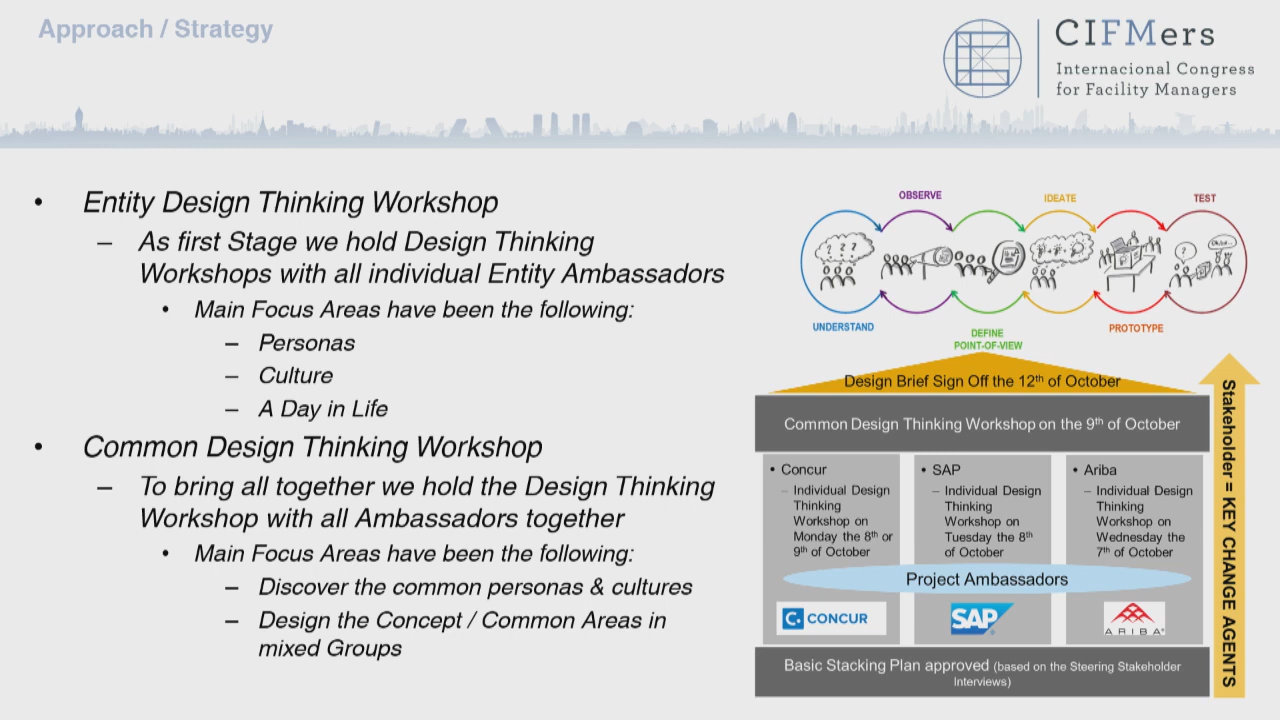 Approach / Strategy
CIFMers
Internacional Congress
for Facility Managers
• Entity Design Thinking Workshop
– As first Stage we hold Design Thinking
Workshops with all individual Entity Ambassadors
• Main Focus Areas have been the following:
– Personas
– Culture
– A Day in Life
• Common Design Thinking Workshop
– To bring all together we hold the Design Thinking
Workshop with all Ambassadors together
• Main Focus Areas have been the following:
– Discover the common personas & cultures
– Design the Concept / Common Areas in
mixed Groups
OBSERVE
IDEATE
TEST
? ? ?
?
UNDERSTAND
DEFINE
POINT-OF-VIEW
PROTOTYPE
Design Brief Sign Off the 12th of October
Common Design Thinking Workshop on the 9th of October
• Concur
– Individual Design
Thinking
Workshop on
Monday the 8th or
9th of October
• SAP
– Individual Design
Thinking
Workshop on
Tuesday the 8th
of October
• Ariba
– Individual Design
Thinking
Workshop on
Wednesday the
7th of October
Project Ambassadors
C. CONCUR
SAP
ARIBA
Basic Stacking Plan approved (based on the Steering Stakeholder
Interviews)
Stakeholder = KEY CHANGE AGENTS